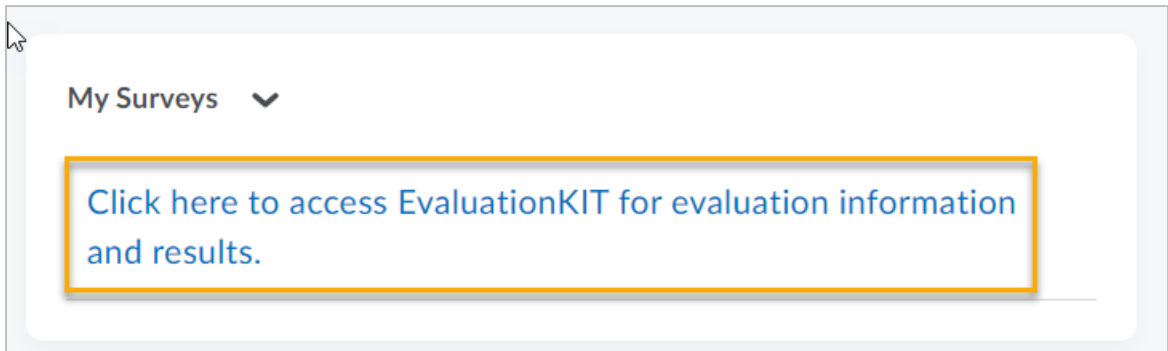 My Surveys
Click here to access EvaluationKIT for evaluation information
and results.